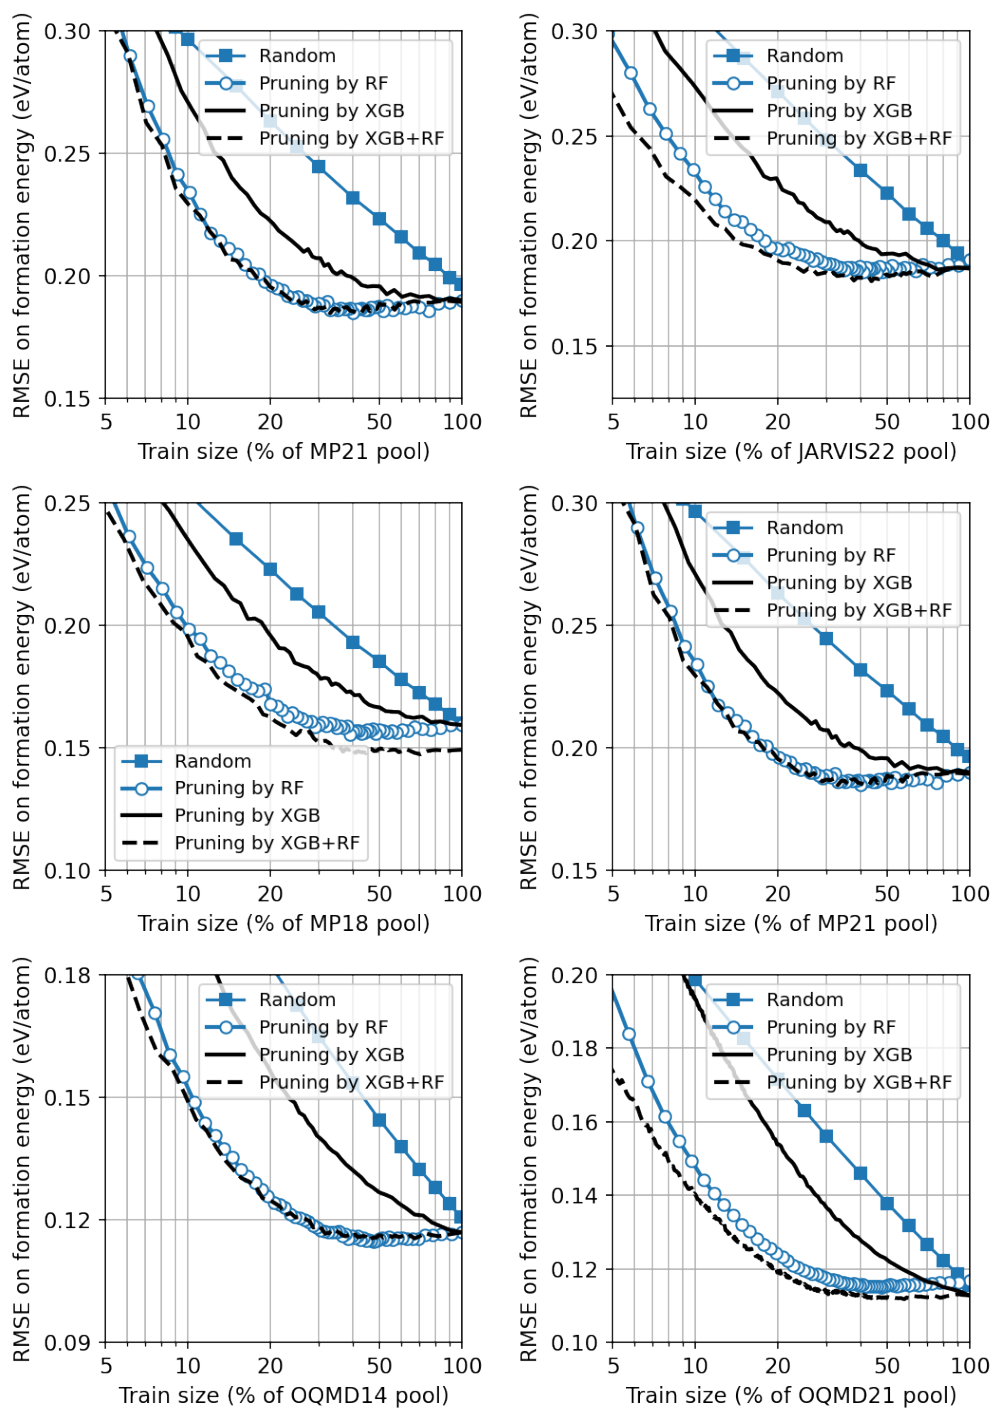 RMSE on formation energy (eV/atom)
0.30
0.25
0.20
0.15
Random
Pruning by RF
Pruning by XGB
Pruning by XGB+RF
5 10 20 50 100
Train size (% of MP21 pool)
RMSE on formation energy (eV/atom)
0.30
0.25
0.20
0.15
Random
Pruning by RF
Pruning by XGB
Pruning by XGB+RF
5 10 20 50 100
Train size (% of JARVIS22 pool)
RMSE on formation energy (eV/atom)
0.25
0.20
0.15
0.10
Random
Pruning by RF
Pruning by XGB
Pruning by XGB+RF
5 10 20 50 100
Train size (% of MP18 pool)
RMSE on formation energy (eV/atom)
0.30
0.25
0.20
0.15
Random
Pruning by RF
Pruning by XGB
Pruning by XGB+RF
5 10 20 50 100
Train size (% of MP21 pool)
RMSE on formation energy (eV/atom)
0.18
0.15
0.12
0.09
Random
Pruning by RF
Pruning by XGB
Pruning by XGB+RF
5 10 20 50 100
Train size (% of OQMD14 pool)
RMSE on formation energy (eV/atom)
0.20
0.18
0.16
0.14
0.12
0.10
Random
Pruning by RF
Pruning by XGB
Pruning by XGB+RF
5 10 20 50 100
Train size (% of OQMD21 pool)